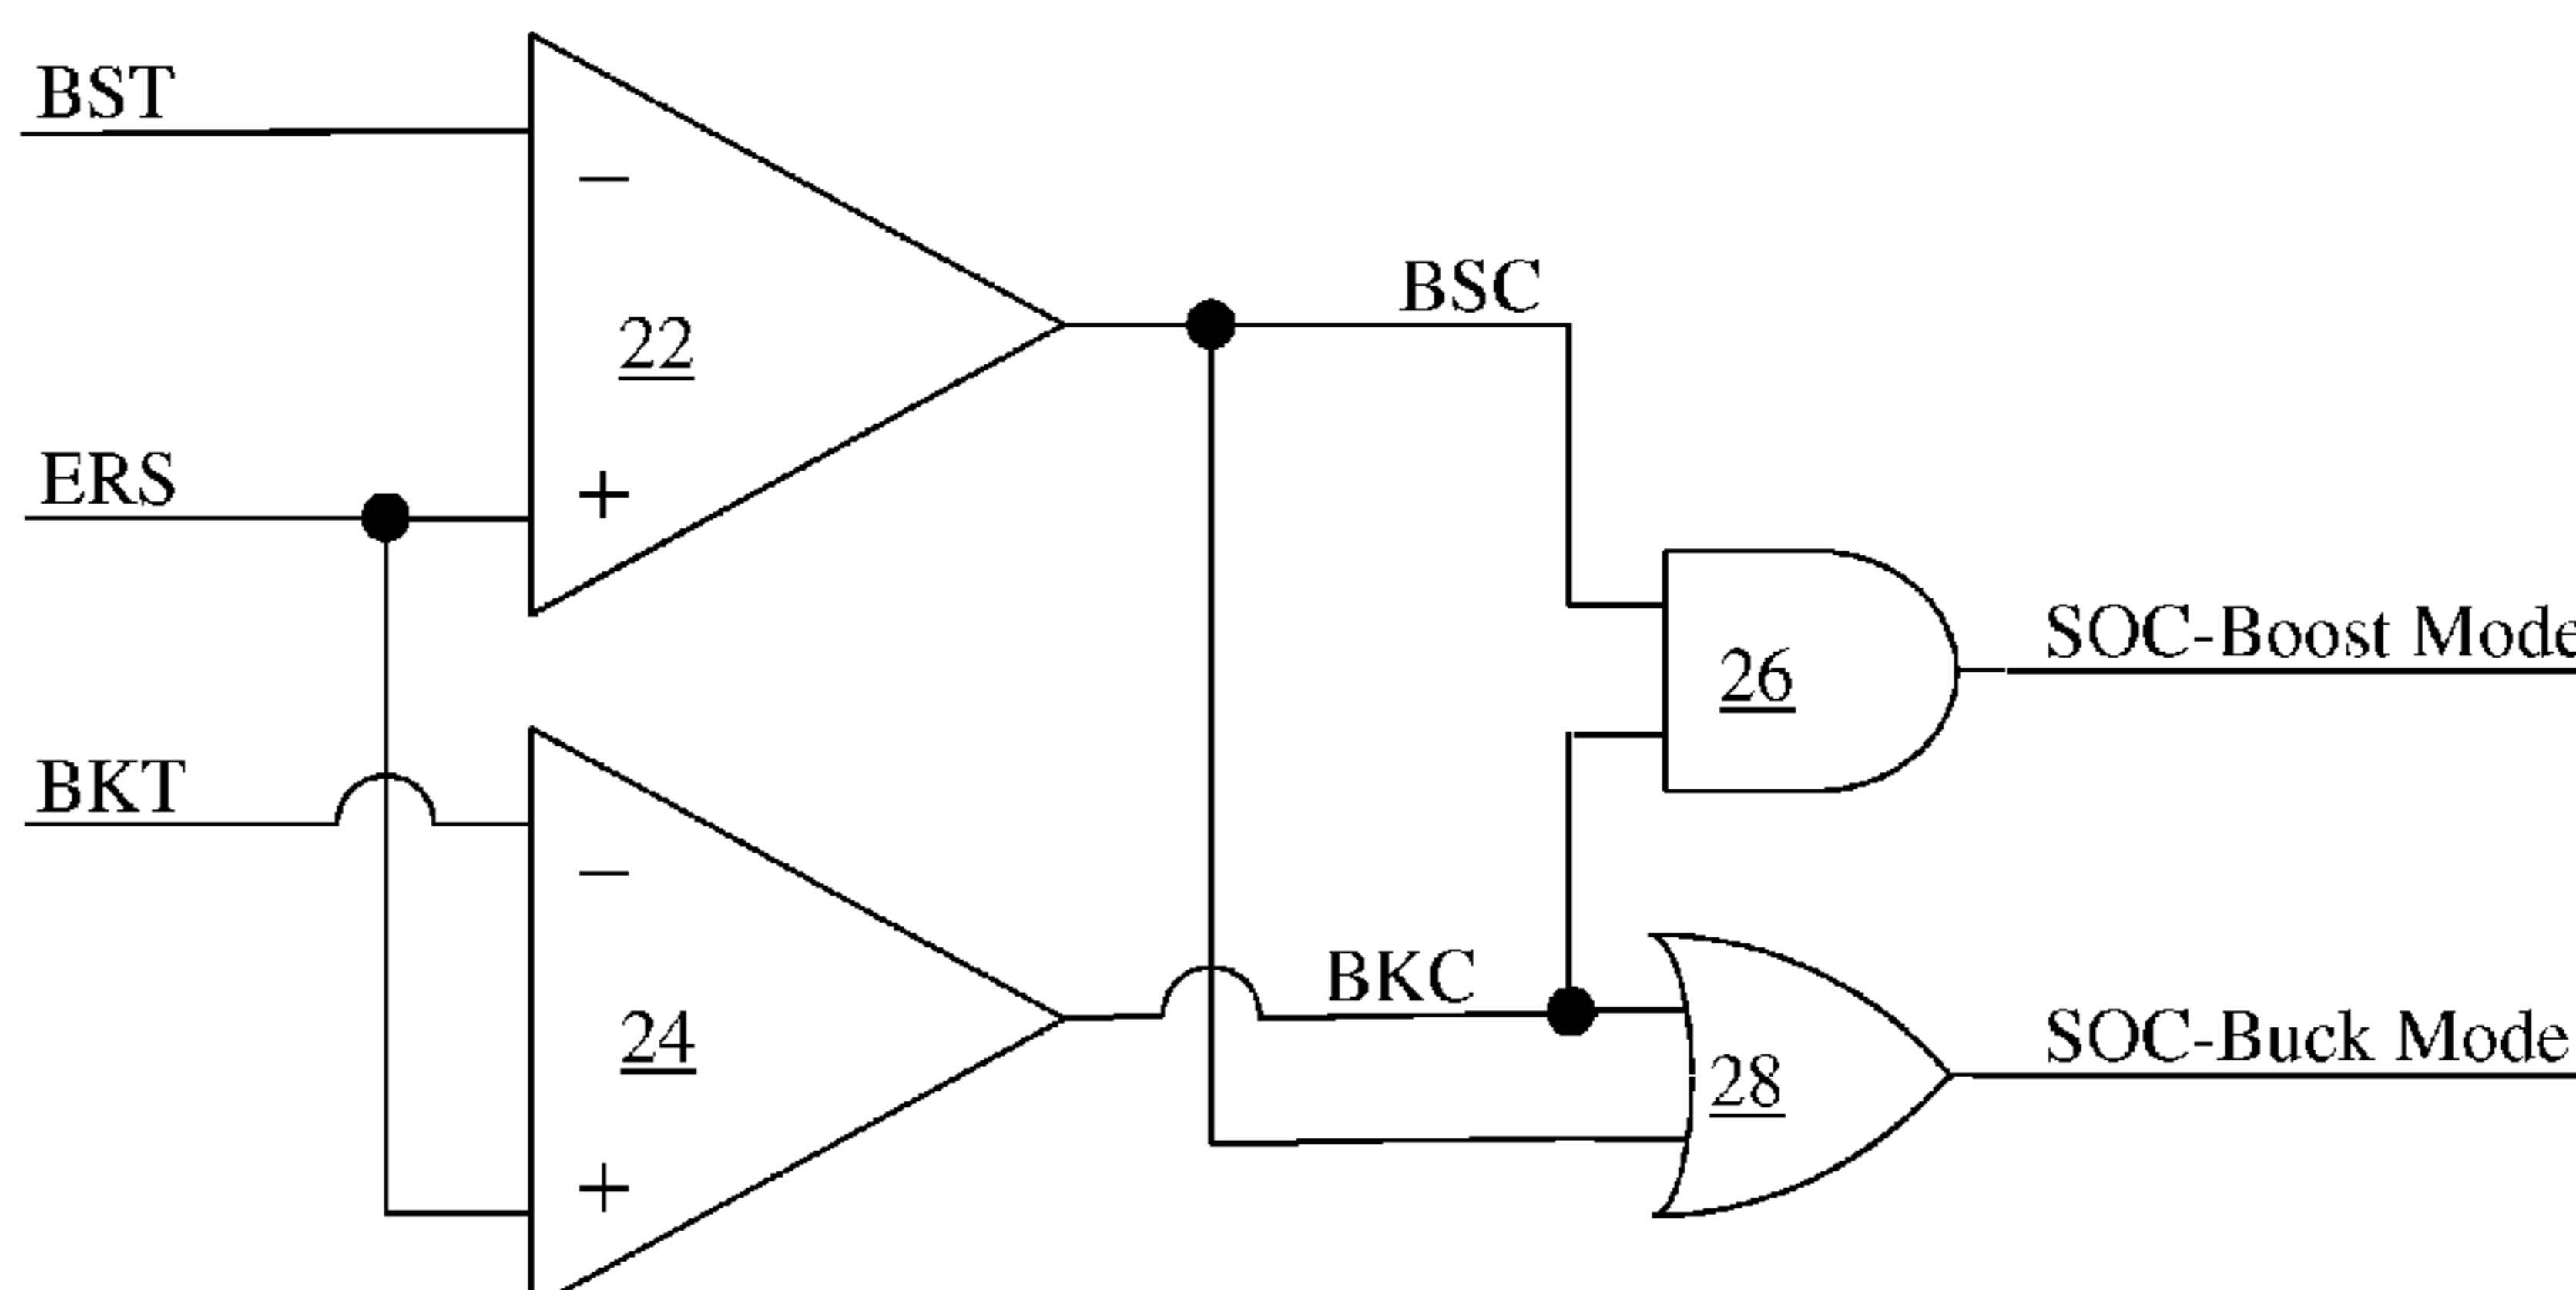 BST
−
22
BSC
ERS
+
26
SOC-Boost Mode
BKT
−
24
BKC
28
SOC-Buck Mode
+